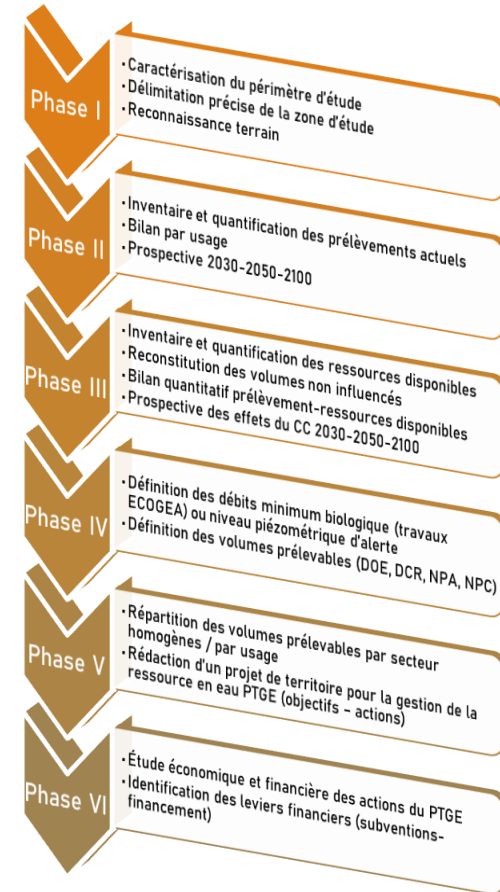 Phase I
· Caractérisation du périmètre d'étude
· Délimitation précise de la zone d'étude
· Reconnaissance terrain
Phase II
· Inventaire et quantification des prélèvements actuels
· Bilan par usage
· Prospective 2030-2050-2100
Phase III
· Inventaire et quantification des ressources disponibles
· Reconstitution des volumes non influencés
· Bilan quantitatif prélèvement-ressources disponibles
· Prospective des effets du CC 2030-2050-2100
Phase IV
· Définition des débits minimum biologique (travaux
ECOGEA) ou niveau piézométrique d'alerte
· Définition des volumes prélevables (DOE, DCR, NPA, NPC)
Phase V
· Répartition des volumes prélevables par secteur
homogènes / par usage
· Rédaction d'un projet de territoire pour la gestion de la
ressource en eau PTGE (objectifs – actions)
Phase VI
· Étude économique et financière des actions du PTGE
· Identification des leviers financiers (subventions-
financement)